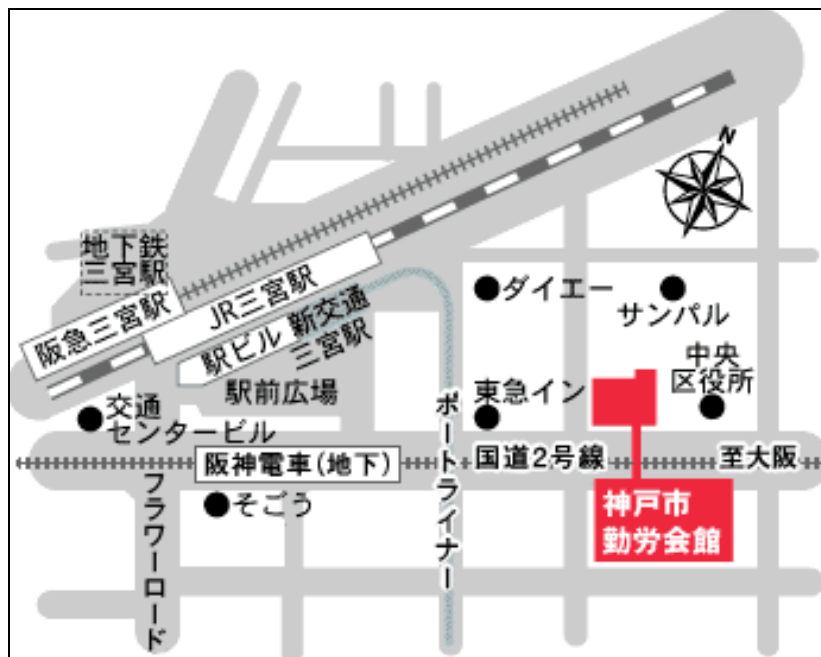 N
地下鉄
三宮駅
阪急三宮駅
JR三宮駅
駅ビル
新交通
三宮駅
駅前広場
ダイエー
サンパル
中央
区役所
東急イン
交通
センタービル
阪神電車(地下)
国道2号線
至大阪
そごう
フラワーロード
ポートライナー
神戸市
勤労会館